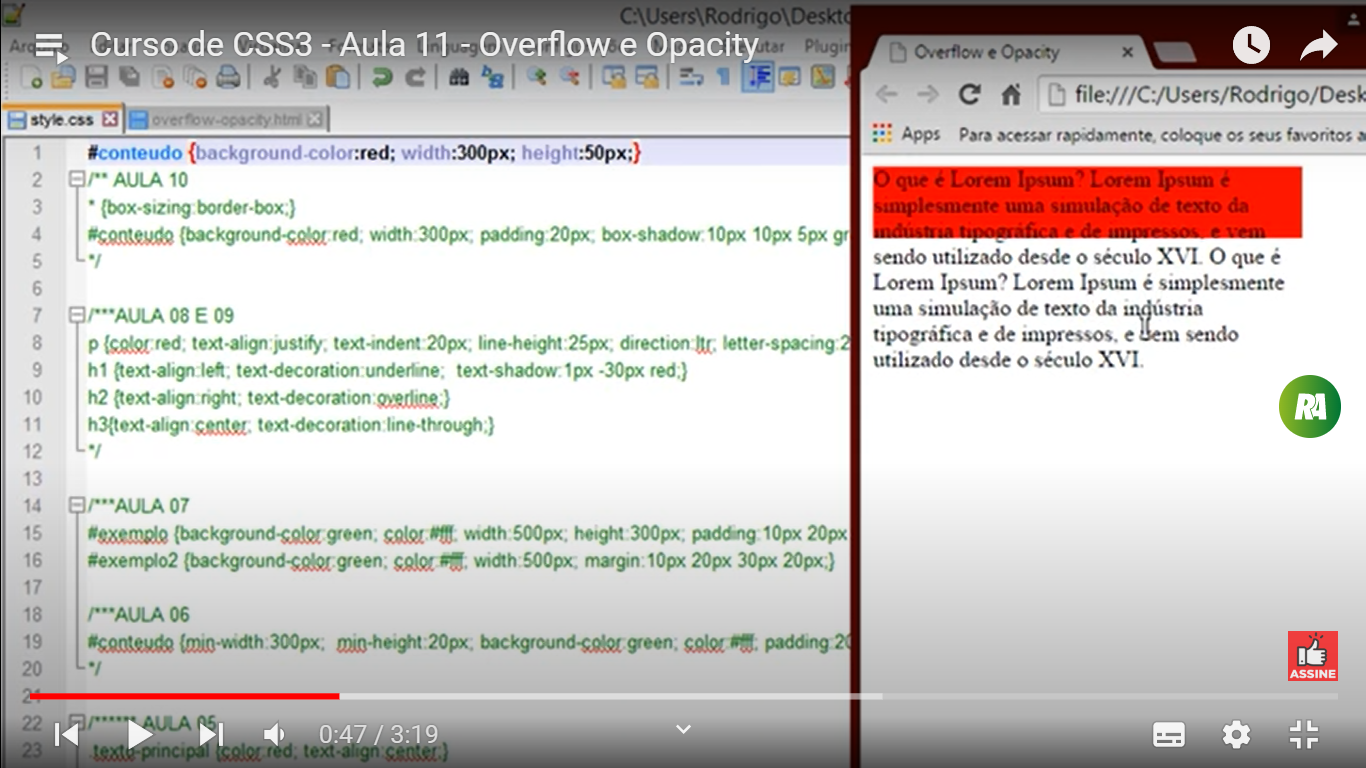 C:\Users\Rodrigo\Deskto
Curso de CSS3 - Aula 11 - Overflow e Opacity
Plugin
style.css
overflow-opacity.html
1 #conteudo {background-color:red; width:300px; height:50px;}
2 /** AULA 10
3 * {box-sizing:border-box;}
4 #conteudo {background-color:red; width:300px; padding:20px; box-shadow:10px 10px 5px gr
5 */
6
7 /***AULA 08 E 09
8 p {color:red; text-align:justify; text-indent:20px; line-height:25px; direction:ltr; letter-spacing:2
9 h1 {text-align:left; text-decoration:underline;  text-shadow:1px -30px red;}
10 h2 {text-align:right; text-decoration:overline;}
11 h3{text-align:center; text-decoration:line-through;}
12 */
13
14 /***AULA 07
15 #exemplo {background-color:green; color:#fff; width:500px; height:300px; padding:10px 20px
16 #exemplo2 {background-color:green; color:#fff; width:500px; margin:10px 20px 30px 20px;}
17
18 /***AULA 06
19 #conteudo {min-width:300px;  min-height:20px; background-color:green; color:#fff; padding:20
20 */
21
22 /****** AULA 05
23 texto-principal {color:red; text-align:center;}
Overflow e Opacity
file:///C:/Users/Rodrigo/Desk
Apps Para acessar rapidamente, coloque os seus favoritos a
O que é Lorem Ipsum? Lorem Ipsum é
simplesmente uma simulação de texto da
indústria tipográfica e de impressos, e vem
sendo utilizado desde o século XVI. O que é
Lorem Ipsum? Lorem Ipsum é simplesmente
uma simulação de texto da indústria
tipográfica e de impressos, e vem sendo
utilizado desde o século XVI.
RA
ASSINE
0:47 / 3:19